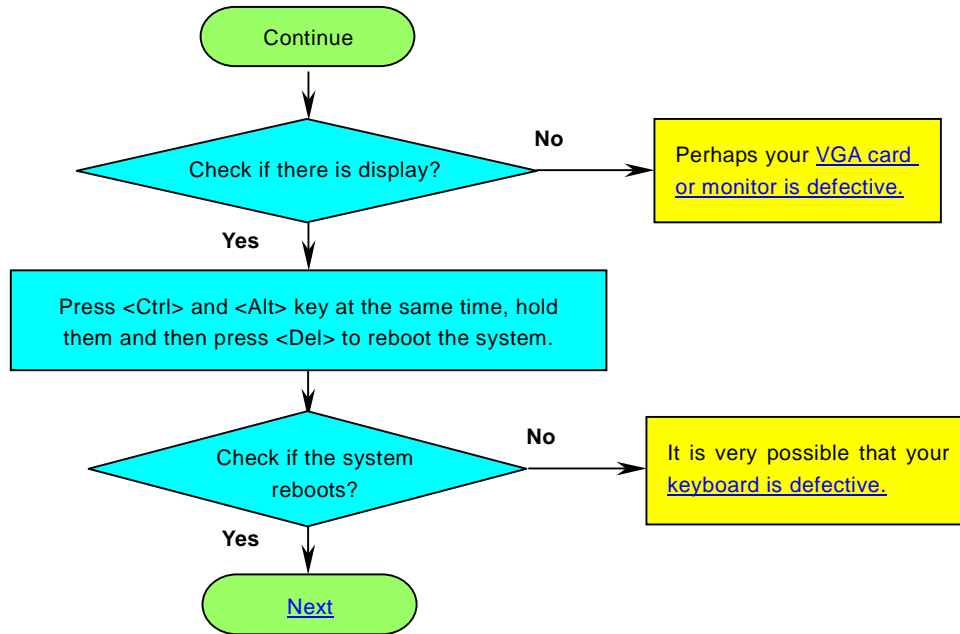 Continue
Check if there is display?
No
Perhaps your VGA card
or monitor is defective.
Yes
Press <Ctrl> and <Alt> key at the same time, hold
them and then press <Del> to reboot the system.
Check if the system
reboots?
No
It is very possible that your
keyboard is defective.
Yes
Next